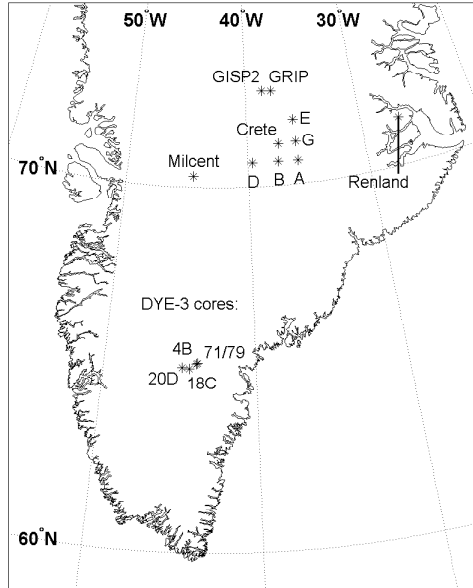 50°W 40°W 30°W
GISP2 GRIP
E
Crete
G
Milcent
70°N
D B A
Renland
DYE-3 cores:
4B 71/79
20D 18C
60°N